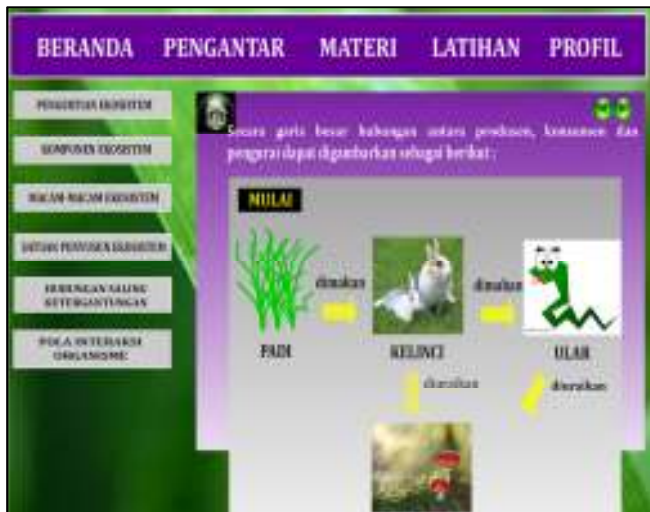 BERANDA PENGANTAR MATERI LATIHAN PROFIL
PENGERTIAN EKOSISTEM
KOMPONEN EKOSISTEM
MACAM-MACAM EKOSISTEM
SATUAN PENYUSUN EKOSISTEM
HUBUNGAN SALING
KETERGANTUNGAN
POLA INTERAKSI
ORGANISME
Secara garis besar hubungan antara produsen, konsumen dan
pengurai dapat digambarkan sebagai berikut :
MULAI
dimakan
dimakan
PADI
KELINCI
ULAR
diuraikan
diuraikan